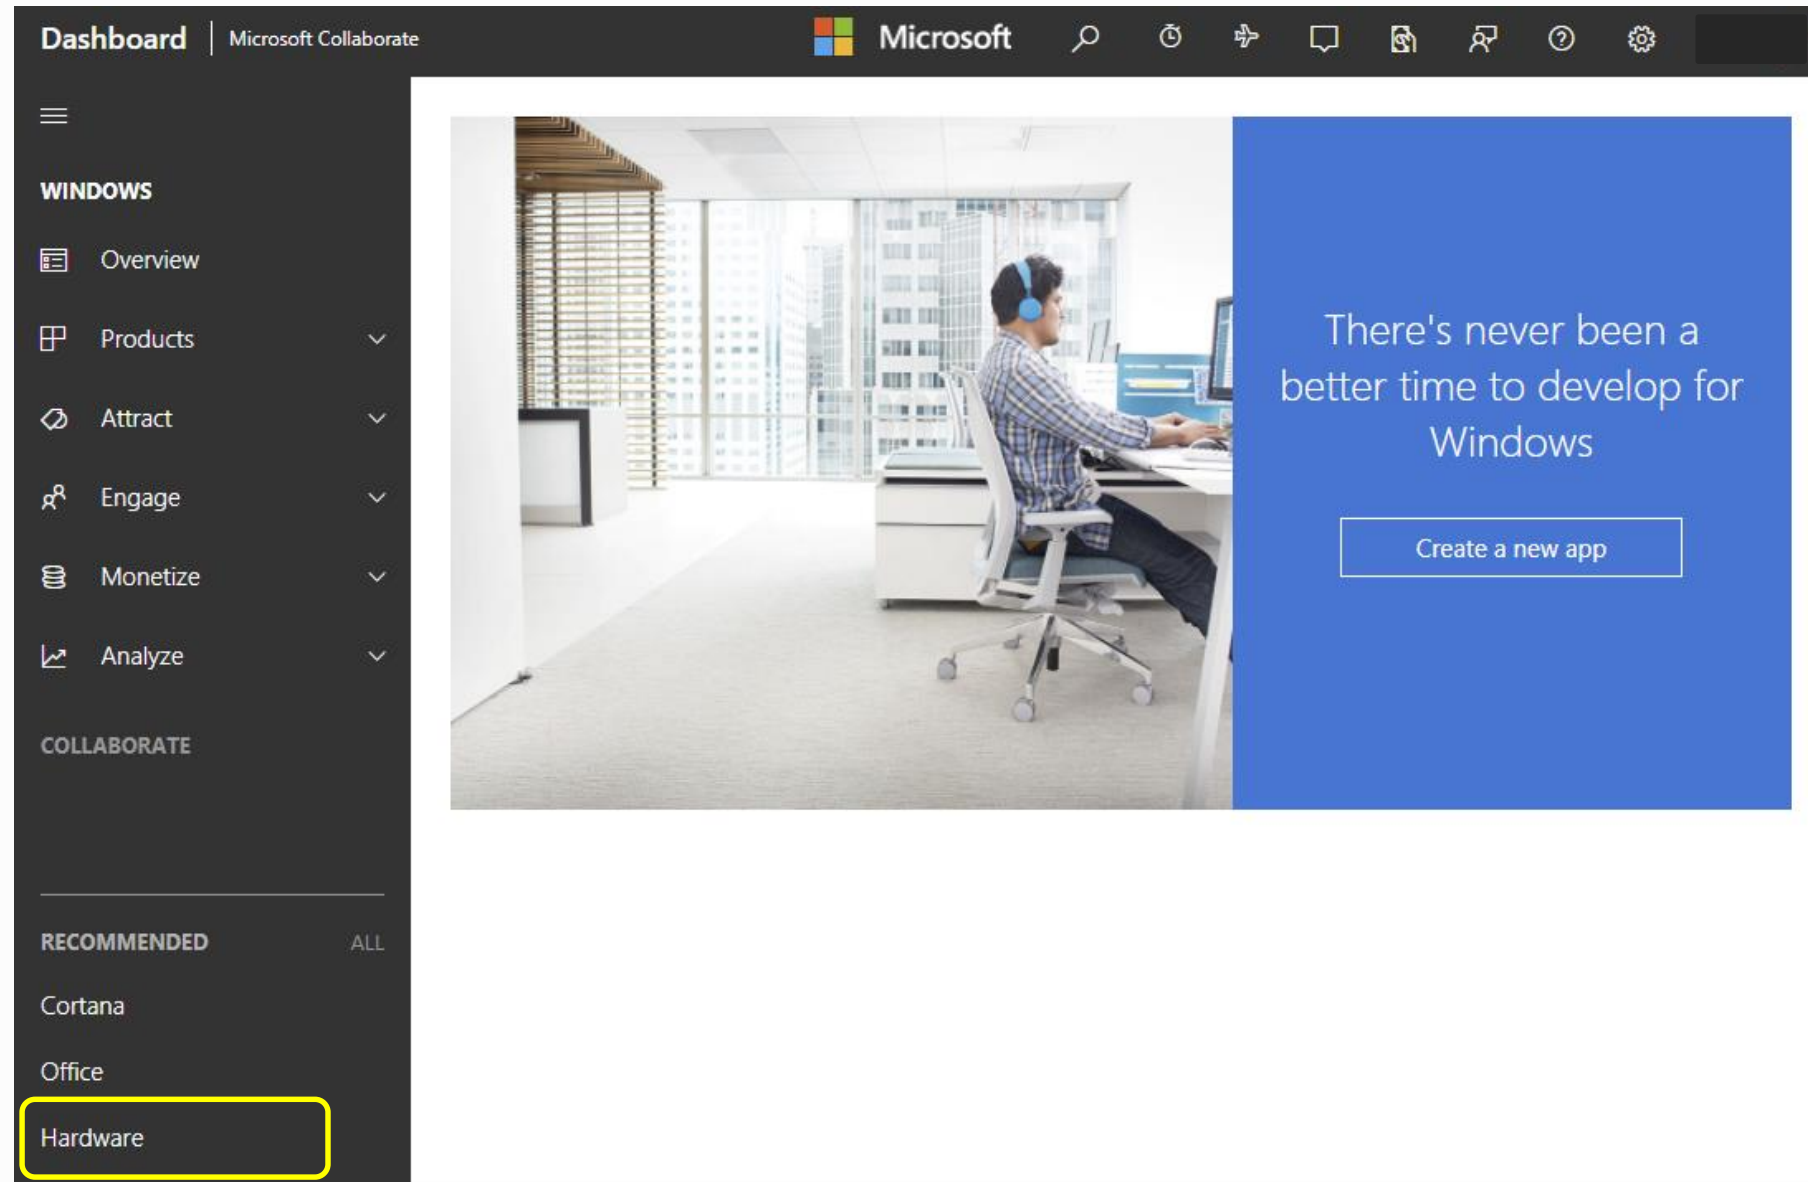 Dashboard
Microsoft Collaborate
Microsoft
WINDOWS
Overview
Products
Attract
Engage
Monetize
Analyze
COLLABORATE
RECOMMENDED ALL
Cortana
Office
Hardware
There's never been a
better time to develop for
Windows
Create a new app